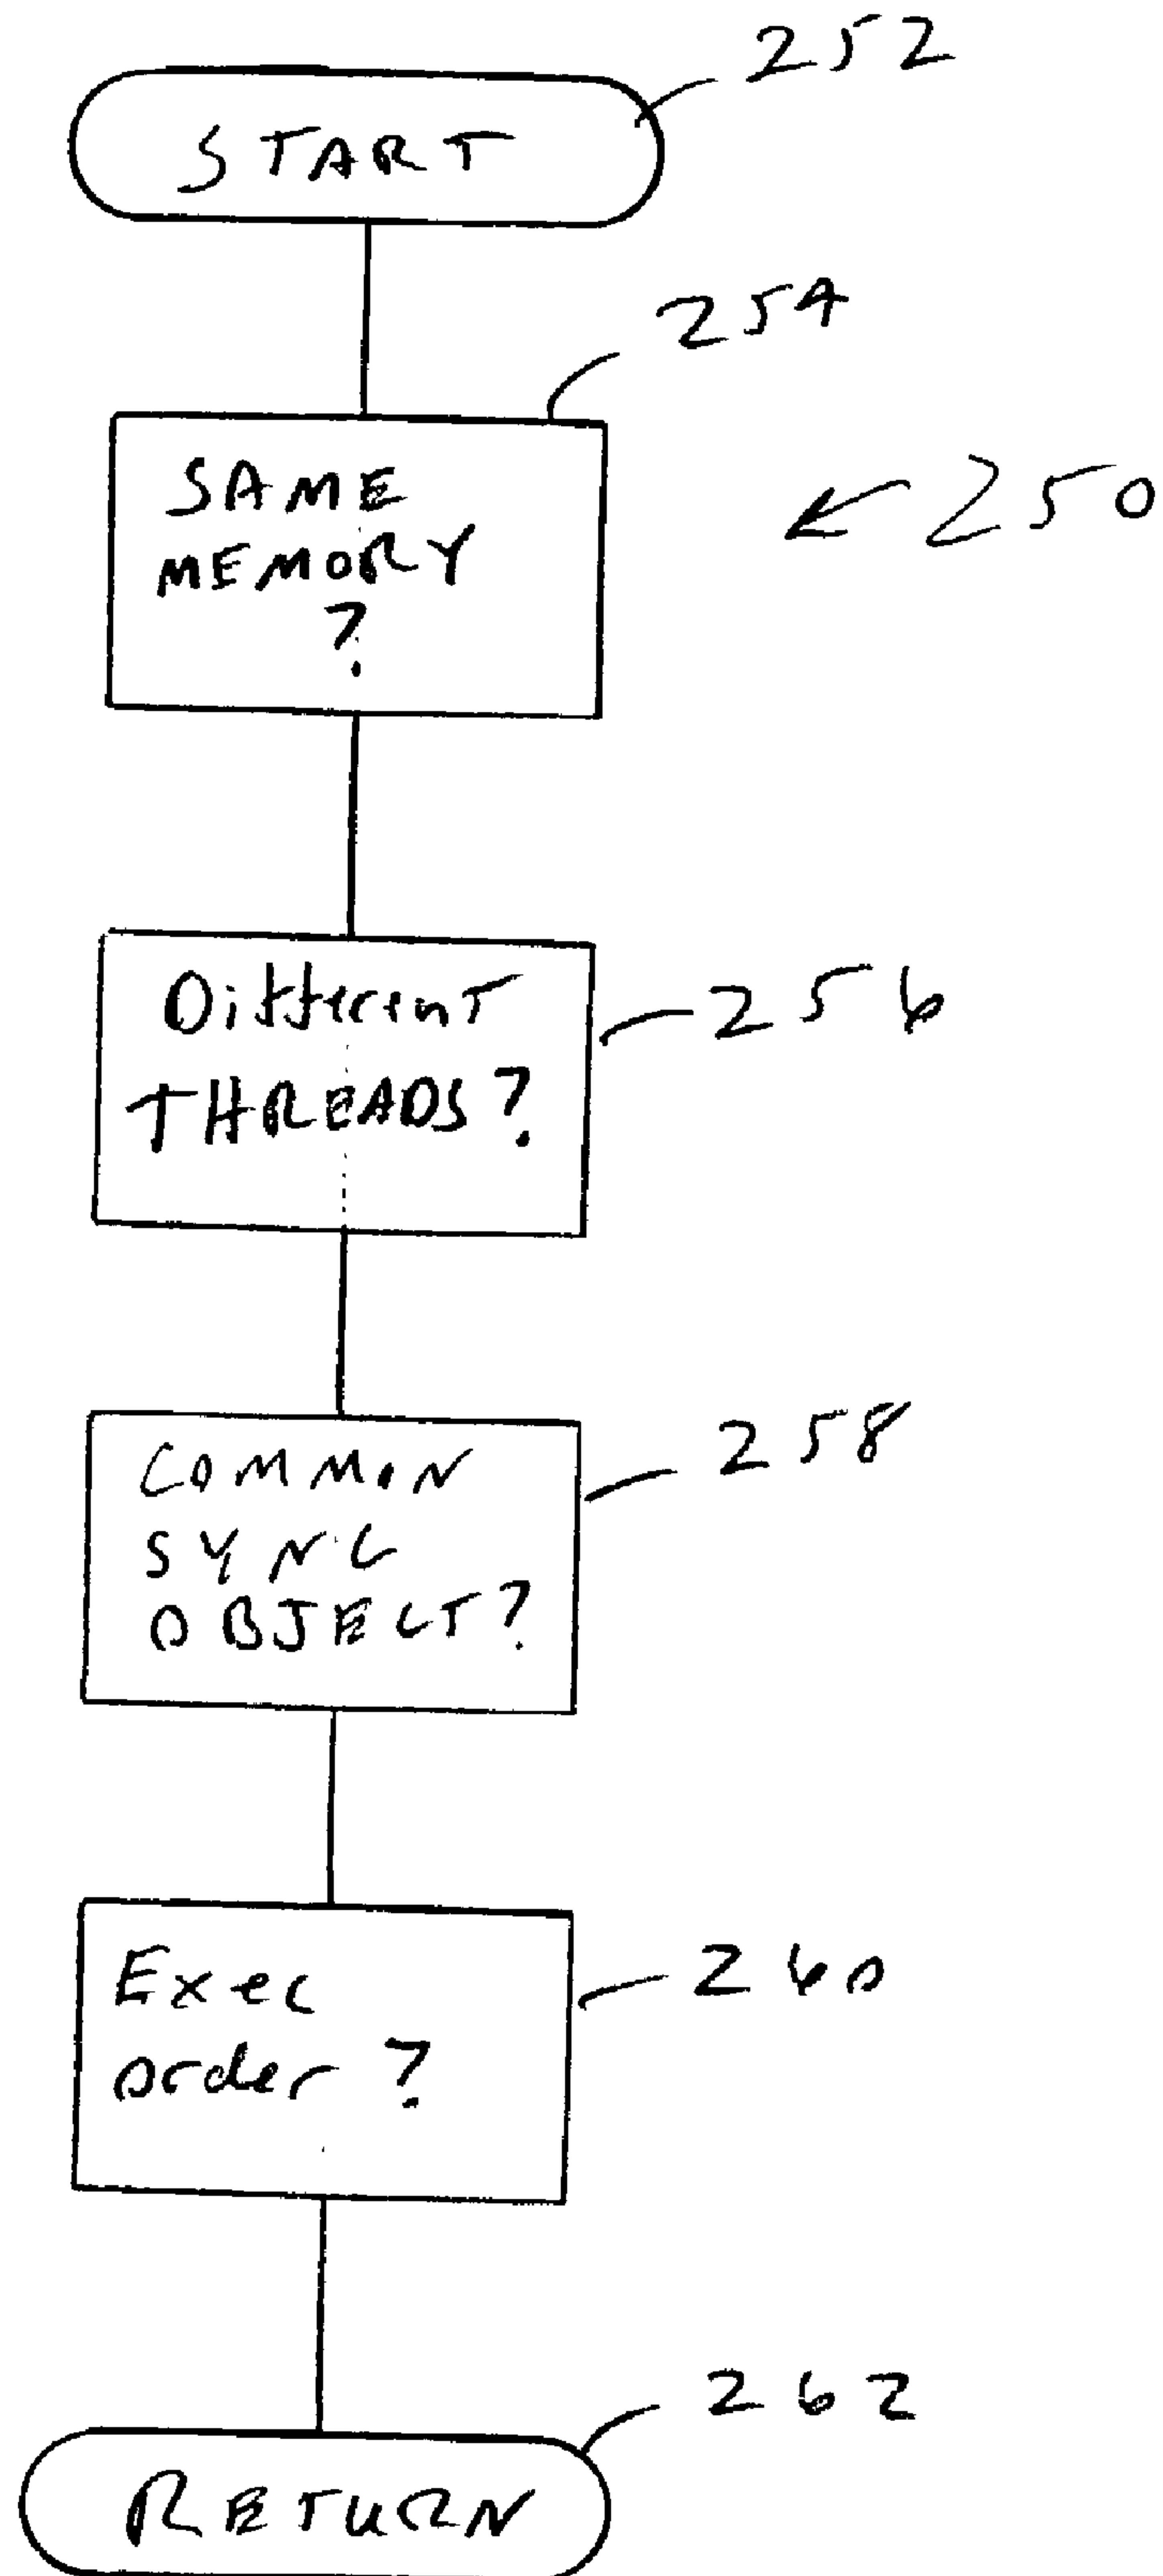 252
START
254
SAME
MEMORY
?
250
Different
THREADS?
256
COMMON
SYNC
OBJECT?
258
Exec
order ?
260
262
RETURN